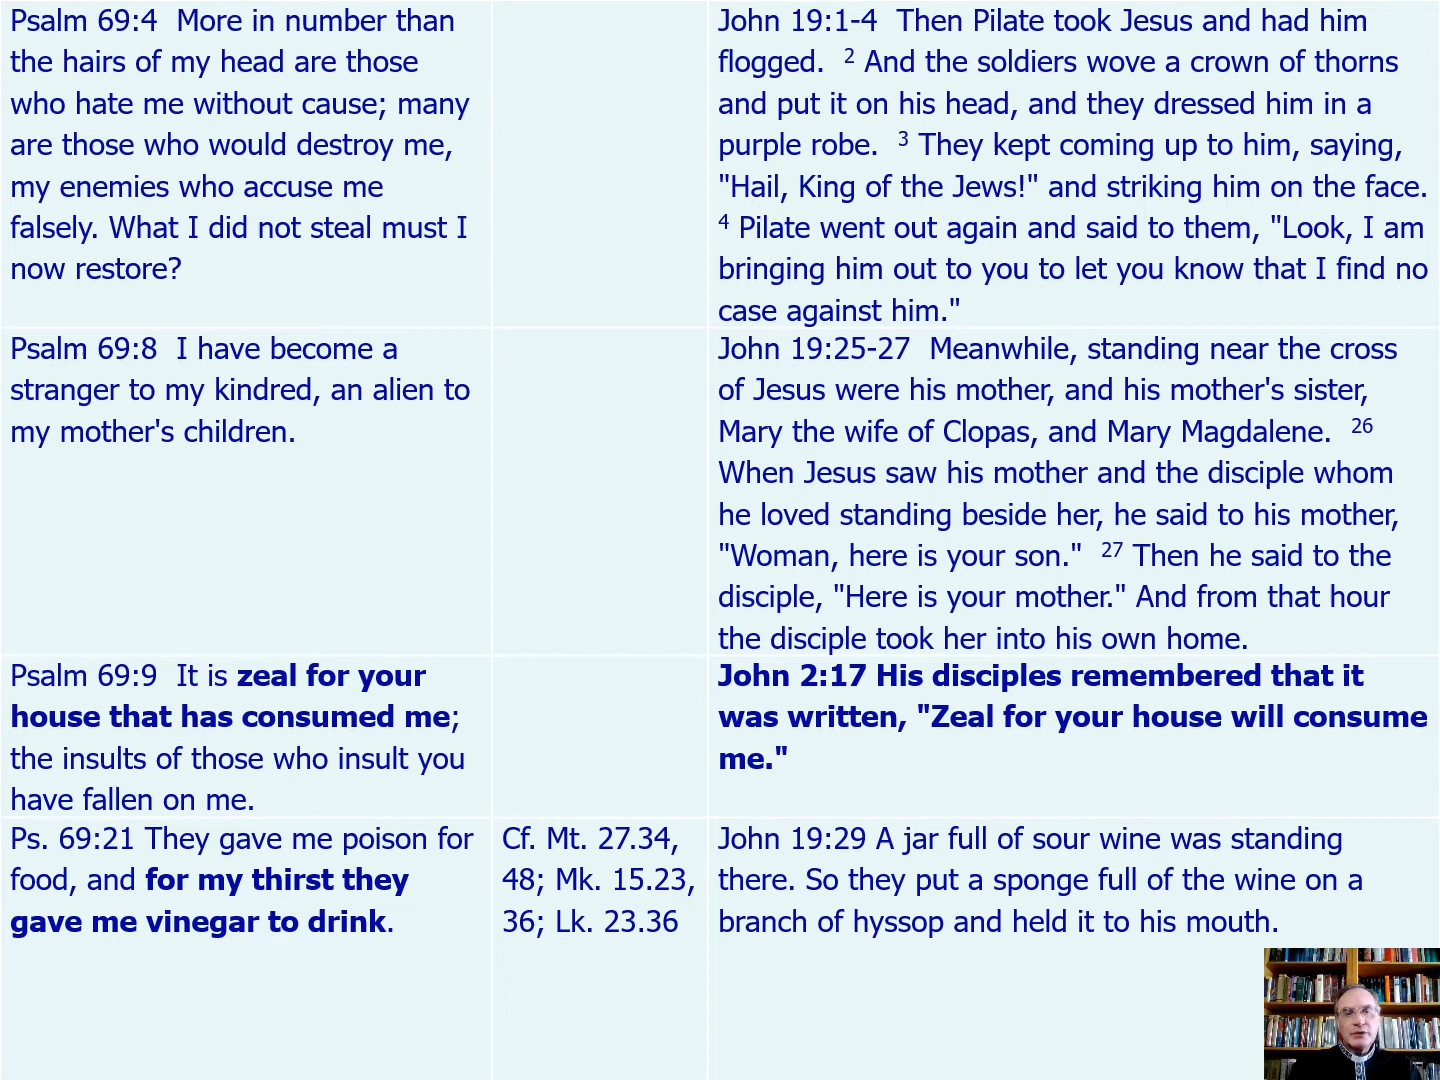 Psalm 69:4  More in number than
the hairs of my head are those
who hate me without cause; many
are those who would destroy me,
my enemies who accuse me
falsely. What I did not steal must I
now restore?
John 19:1-4  Then Pilate took Jesus and had him
flogged.  2 And the soldiers wove a crown of thorns
and put it on his head, and they dressed him in a
purple robe.  3 They kept coming up to him, saying,
"Hail, King of the Jews!" and striking him on the face.
4 Pilate went out again and said to them, "Look, I am
bringing him out to you to let you know that I find no
case against him."
Psalm 69:8  I have become a
stranger to my kindred, an alien to
my mother's children.
John 19:25-27  Meanwhile, standing near the cross
of Jesus were his mother, and his mother's sister,
Mary the wife of Clopas, and Mary Magdalene.  26
When Jesus saw his mother and the disciple whom
he loved standing beside her, he said to his mother,
"Woman, here is your son."  27 Then he said to the
disciple, "Here is your mother." And from that hour
the disciple took her into his own home.
Psalm 69:9  It is zeal for your
house that has consumed me;
the insults of those who insult you
have fallen on me.
John 2:17 His disciples remembered that it
was written, "Zeal for your house will consume
me."
Ps. 69:21 They gave me poison for
food, and for my thirst they
gave me vinegar to drink.
Cf. Mt. 27.34,
48; Mk. 15.23,
36; Lk. 23.36
John 19:29 A jar full of sour wine was standing
there. So they put a sponge full of the wine on a
branch of hyssop and held it to his mouth.